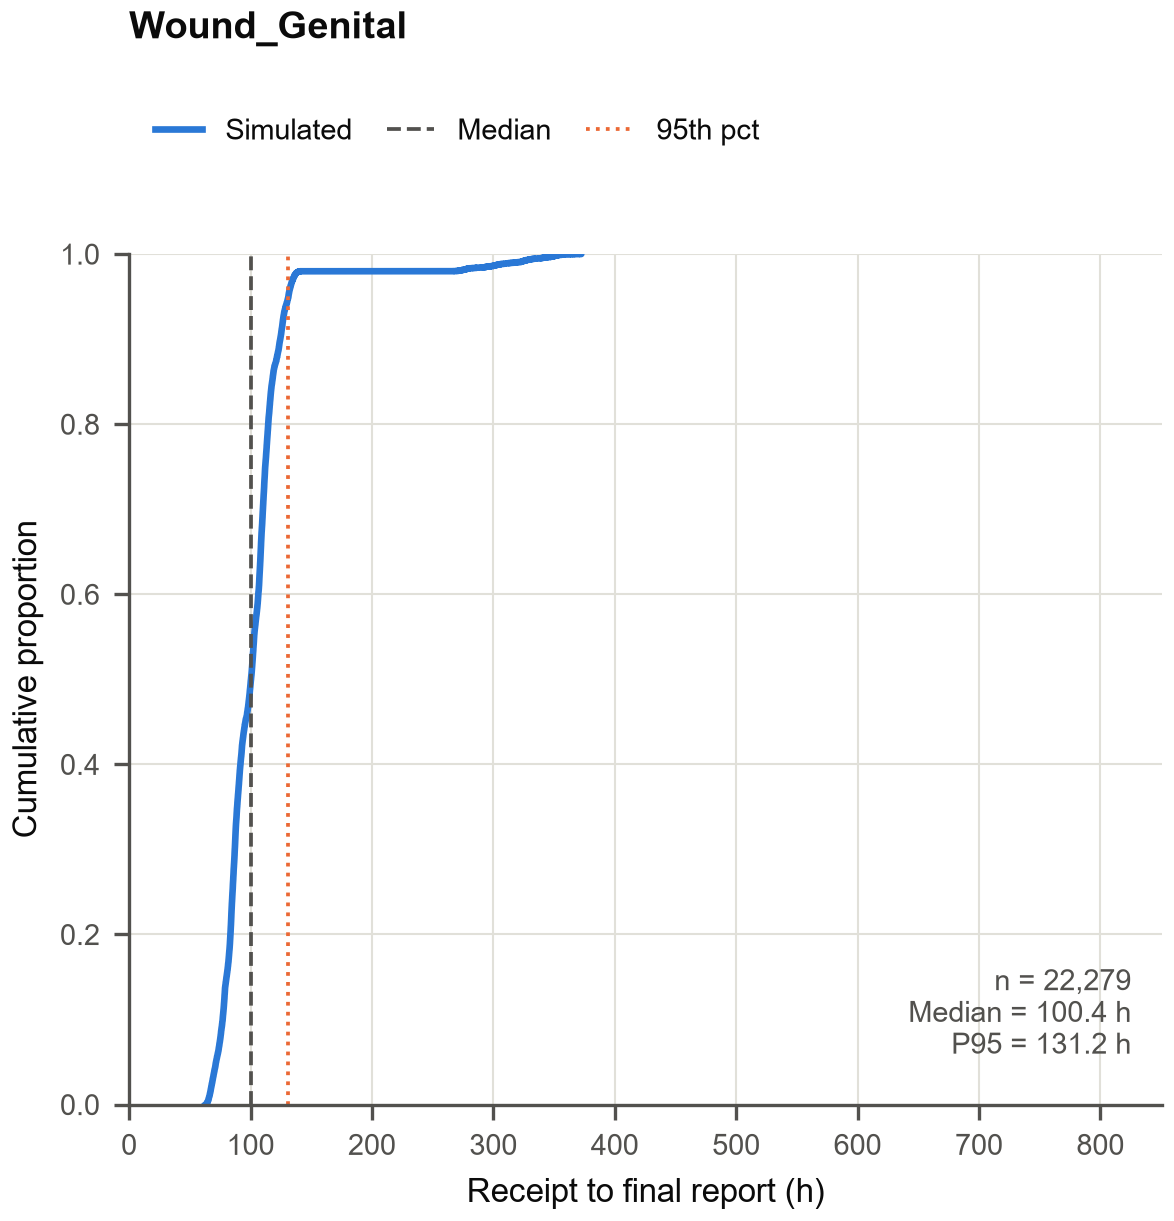 Wound_Genital
Simulated Median 95th pct
1.0
0.8
0.6
0.4
0.2
0.0
Cumulative proportion
n = 22,279
Median = 100.4 h
P95 = 131.2 h
0 100 200 300 400 500 600 700 800
Receipt to final report (h)